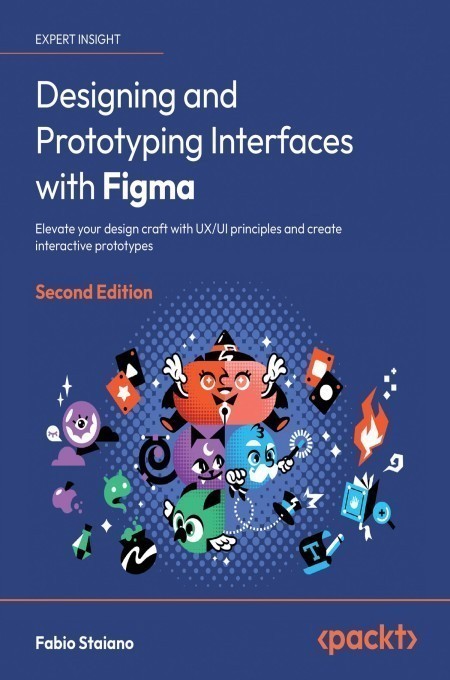 EXPERT INSIGHT
Designing and
Prototyping Interfaces
with Figma
Elevate your design craft with UX/UI principles and create
interactive prototypes
Second Edition
T
Fabio Staiano
<packt>